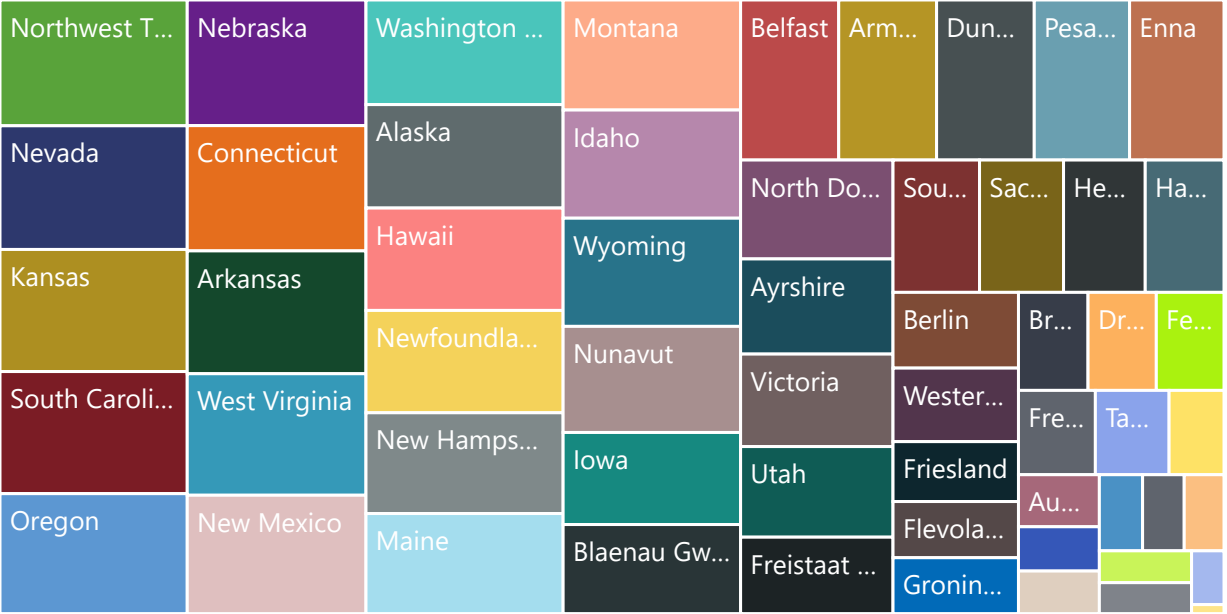 Northwest T...
Nevada
Kansas
South Caroli...
Oregon
Nebraska
Connecticut
Arkansas
West Virginia
New Mexico
Washington ...
Alaska
Hawaii
Newfoundla...
New Hamps...
Maine
Montana
Idaho
Wyoming
Nunavut
Iowa
Blaenau Gw...
Belfast
Arm...
Dun...
Pesa...
Enna
North Do...
Ayrshire
Victoria
Utah
Freistaat ...
Sou...
Sac...
He...
Ha...
Berlin
Wester...
Friesland
Flevola...
Gronin...
Br...
Dr...
Fe...
Fre...
Ta...
Au...